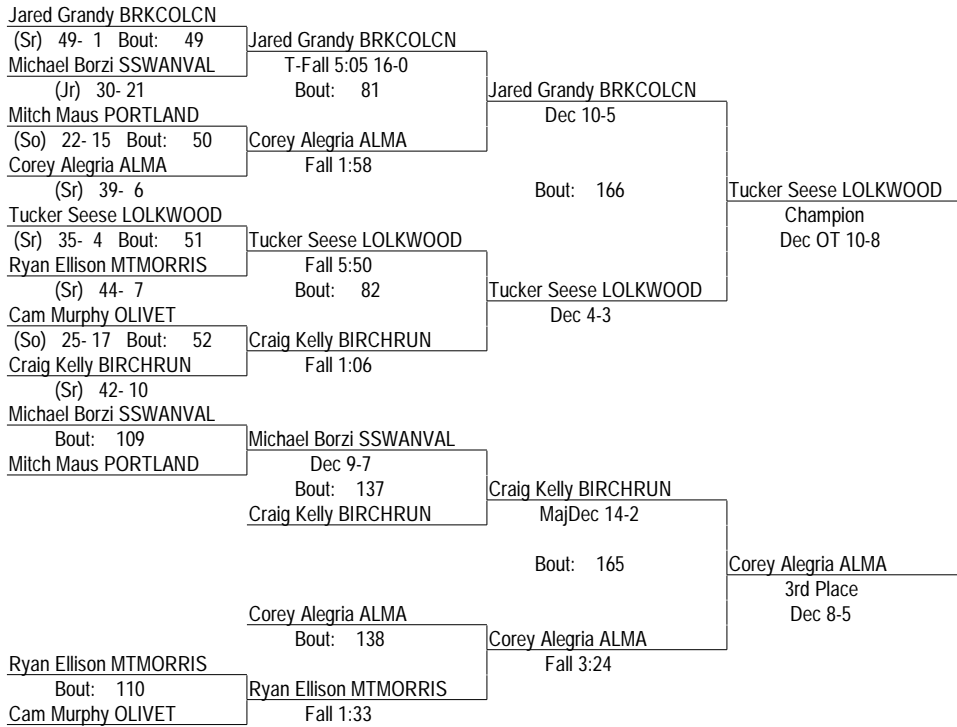 Jared Grandy BRKCOLCN
(Sr) 49- 1 Bout: 49 Jared Grandy BRKCOLCN
Michael Borzi SSWANVAL T-Fall 5:05 16-0
(Jr) 30- 21 Bout: 81 Jared Grandy BRKCOLCN
Mitch Maus PORTLAND Dec 10-5
(So) 22- 15 Bout: 50 Corey Alegria ALMA
Corey Alegria ALMA Fall 1:58
(Sr) 39- 6 Bout: 166 Tucker Seese LOLKWOOD
Tucker Seese LOLKWOOD Champion
(Sr) 35- 4 Bout: 51 Tucker Seese LOLKWOOD Dec OT 10-8
Ryan Ellison MTMORRIS Fall 5:50
(Sr) 44- 7 Bout: 82 Tucker Seese LOLKWOOD
Cam Murphy OLIVET Dec 4-3
(So) 25- 17 Bout: 52 Craig Kelly BIRCHRUN
Craig Kelly BIRCHRUN Fall 1:06
(Sr) 42- 10
Michael Borzi SSWANVAL
Bout: 109 Michael Borzi SSWANVAL
Mitch Maus PORTLAND Dec 9-7
Bout: 137 Craig Kelly BIRCHRUN
Craig Kelly BIRCHRUN MajDec 14-2
Bout: 165 Corey Alegria ALMA
3rd Place
Corey Alegria ALMA Dec 8-5
Bout: 138 Corey Alegria ALMA
Ryan Ellison MTMORRIS Fall 3:24
Bout: 110 Ryan Ellison MTMORRIS
Cam Murphy OLIVET Fall 1:33